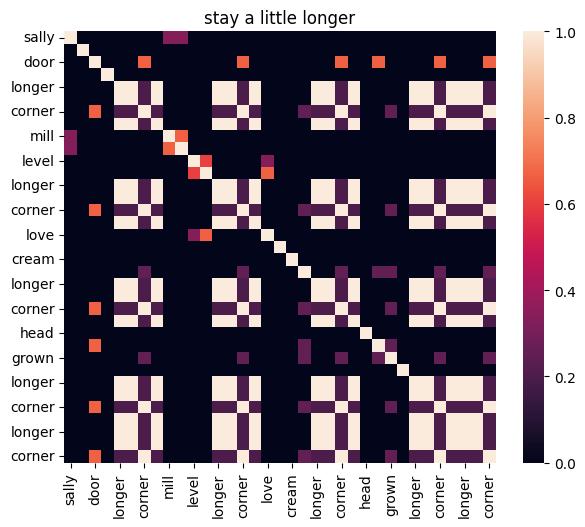 stay a little longer
sally
door
longer
corner
mill
level
longer
corner
love
cream
longer
corner
head
grown
longer
corner
longer
corner
1.0
0.8
0.6
0.4
0.2
0.0
sally
door
longer
corner
mill
level
longer
corner
love
cream
longer
corner
head
grown
longer
corner
longer
corner